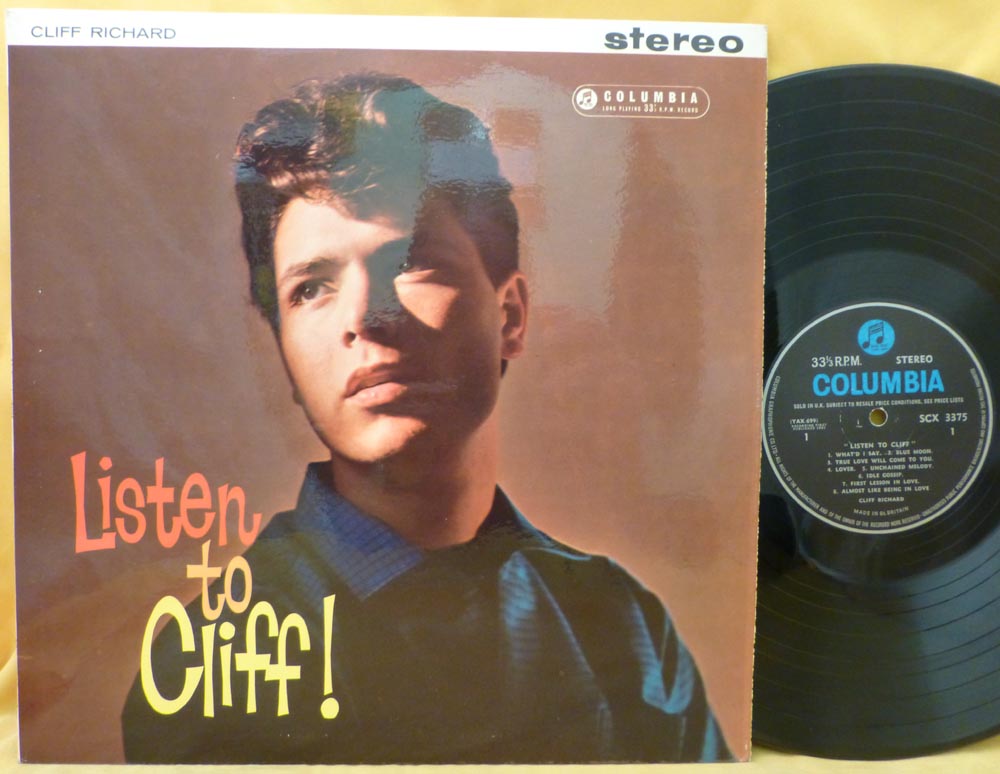 CLIFF RICHARD
stereo
COLUMBIA
LONG PLAYING 33⅓ R.P.M. RECORD
Listen
to
Cliff!
33⅓ R.P.M. STEREO
COLUMBIA
SOLD IN U.K. SUBJECT TO RESALE PRICE CONDITIONS, SEE PRICE LISTS
SCX 3375
1 1
"LISTEN TO CLIFF"
1. WHAT'D I SAY. 2. BLUE MOON.
3. TRUE LOVE WILL COME TO YOU.
4. LOVER. 5. UNCHAINED MELODY.
6. IDLE GOSSIP.
7. FIRST LESSON IN LOVE.
8. ALMOST LIKE BEING IN LOVE
CLIFF RICHARD
MADE IN GT. BRITAIN